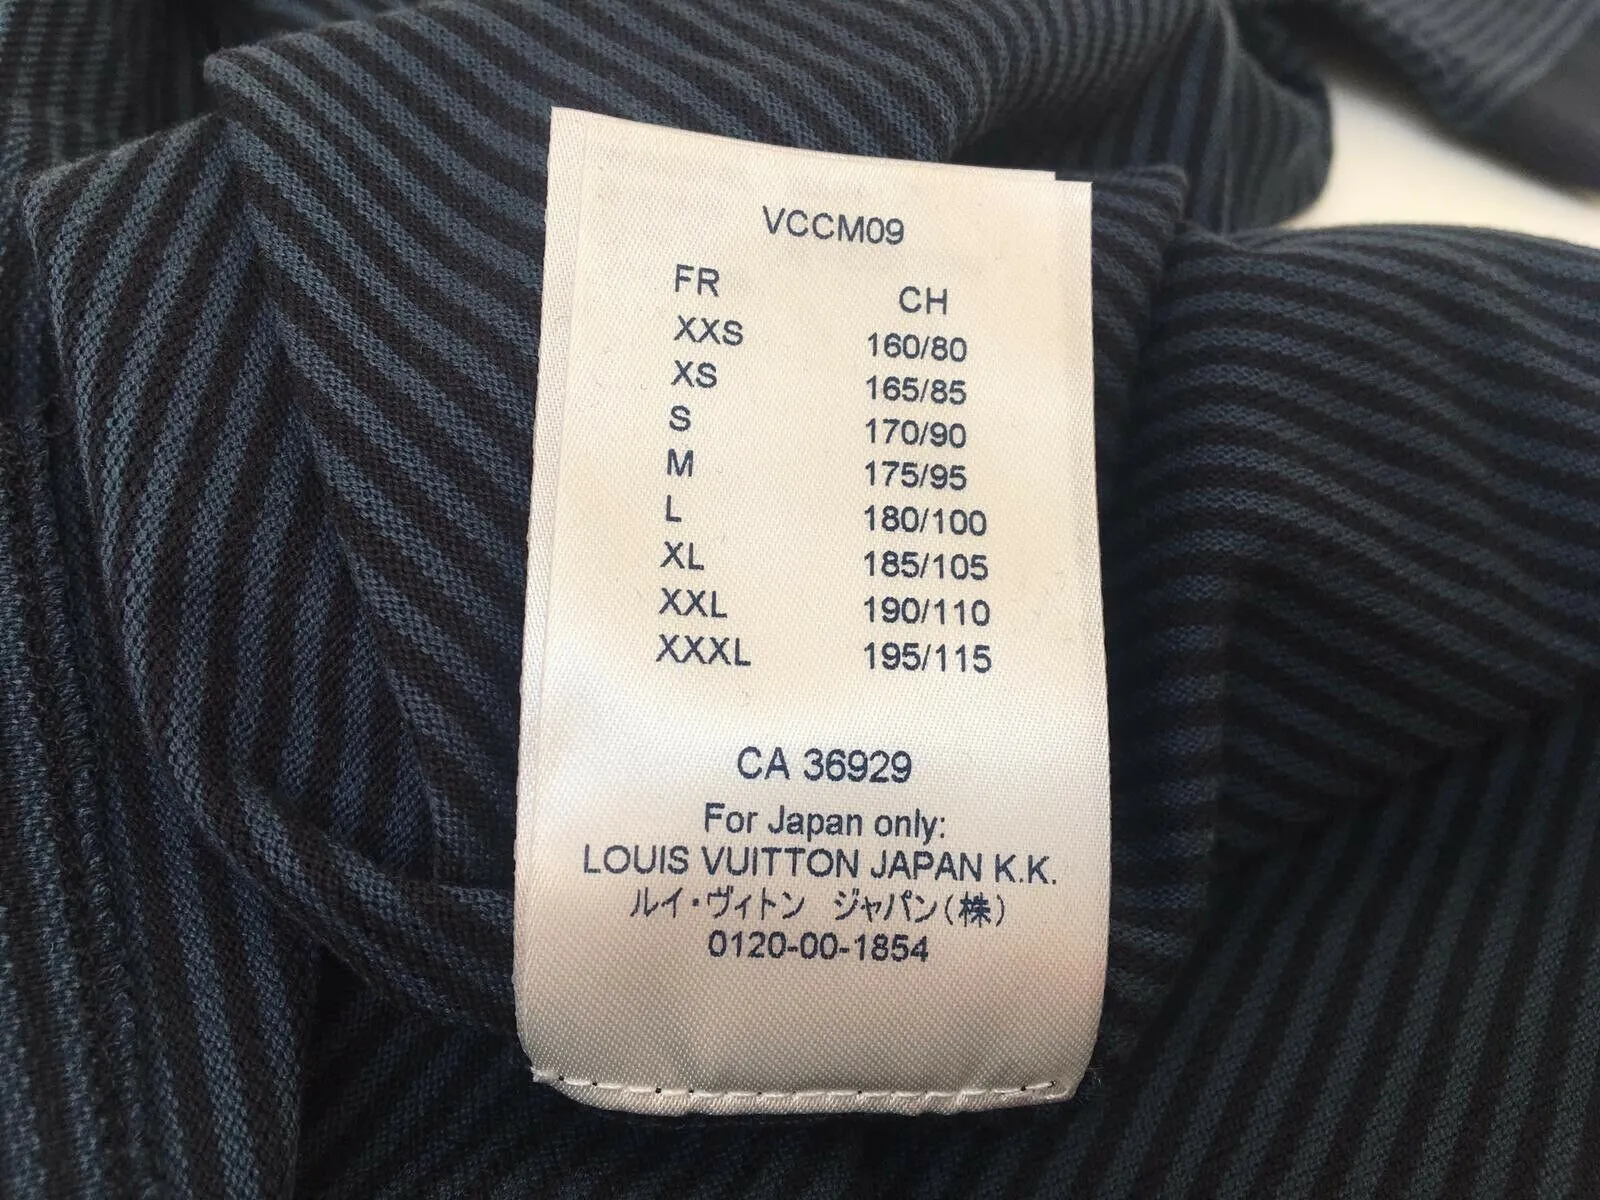 VCCM09
FR CH
XXS 160/80
XS 165/85
S 170/90
M 175/95
L 180/100
XL 185/105
XXL 190/110
XXXL 195/115
CA 36929
For Japan only:
LOUIS VUITTON JAPAN K.K.
ルイ・ヴィトン ジャパン(株)
0120-00-1854